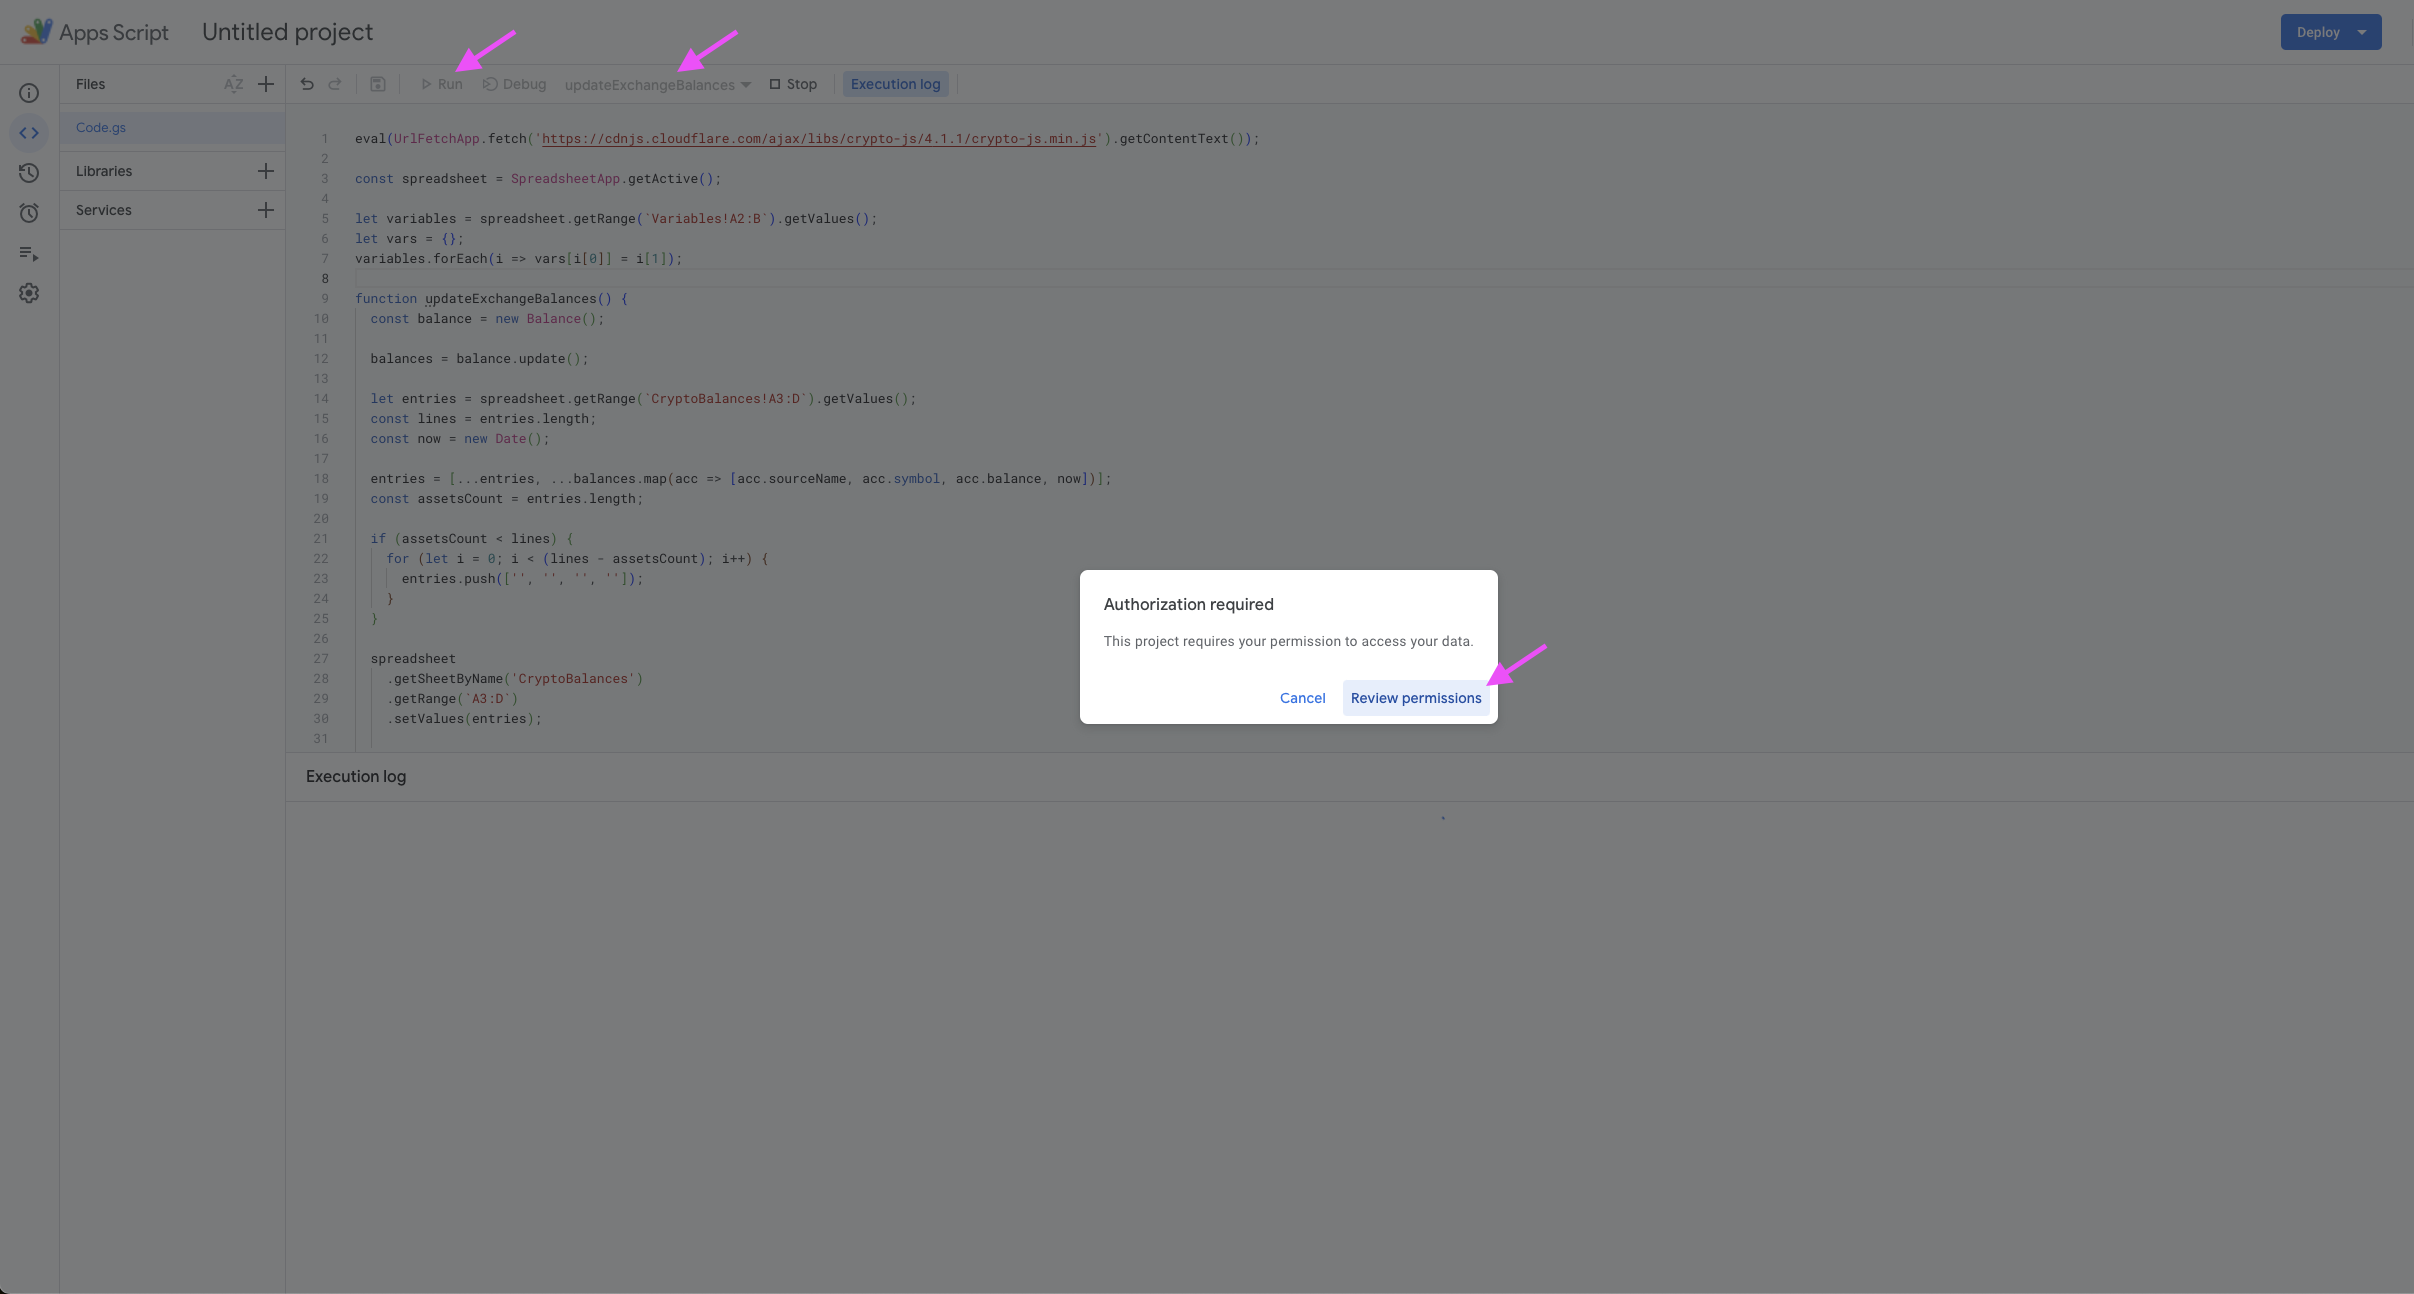 Apps Script Untitled project Deploy
Files AZ Run Debug updateExchangeBalances Stop Execution log
Code.gs
Libraries
Services
1 eval(UrlFetchApp.fetch('https://cdnjs.cloudflare.com/ajax/libs/crypto-js/4.1.1/crypto-js.min.js').getContentText());
2
3 const spreadsheet = SpreadsheetApp.getActive();
4
5 let variables = spreadsheet.getRange(`Variables!A2:B`).getValues();
6 let vars = {};
7 variables.forEach(i => vars[i[0]] = i[1]);
8
9 function updateExchangeBalances() {
10 const balance = new Balance();
11
12 balances = balance.update();
13
14 let entries = spreadsheet.getRange(`CryptoBalances!A3:D`).getValues();
15 const lines = entries.length;
16 const now = new Date();
17
18 entries = [...entries, ...balances.map(acc => [acc.sourceName, acc.symbol, acc.balance, now])];
19 const assetsCount = entries.length;
20
21 if (assetsCount < lines) {
22 for (let i = 0; i < (lines - assetsCount); i++) {
23 entries.push(['', '', '', '']);
24 }
25 }
26
27 spreadsheet
28 .getSheetByName('CryptoBalances')
29 .getRange(`A3:D`)
30 .setValues(entries);
31
Authorization required
This project requires your permission to access your data.
Cancel Review permissions
Execution log